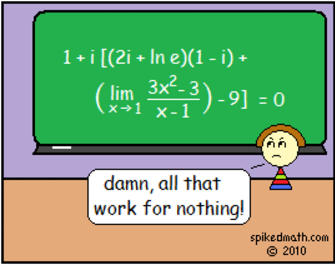 1 + i [(2i + ln e)(1 - i) +
(lim x→1 3x²-3 / x-1) - 9] = 0
damn, all that
work for nothing!
spikedmath.com
© 2010